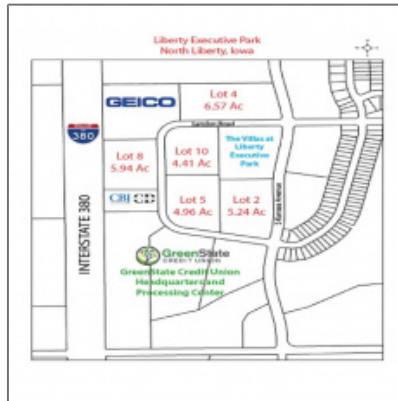 Liberty Executive Park
North Liberty, Iowa
Lot 4
6.57 Ac
GEICO
380
Lot 8
5.94 Ac
Lot 10
4.41 Ac
The Villas at
Liberty
Executive
Park
CBJ
Lot 5
4.96 Ac
Lot 2
5.24 Ac
INTERSTATE 380
GreenState
CREDIT UNION
GreenState Credit Union
Headquarters and
Processing Center